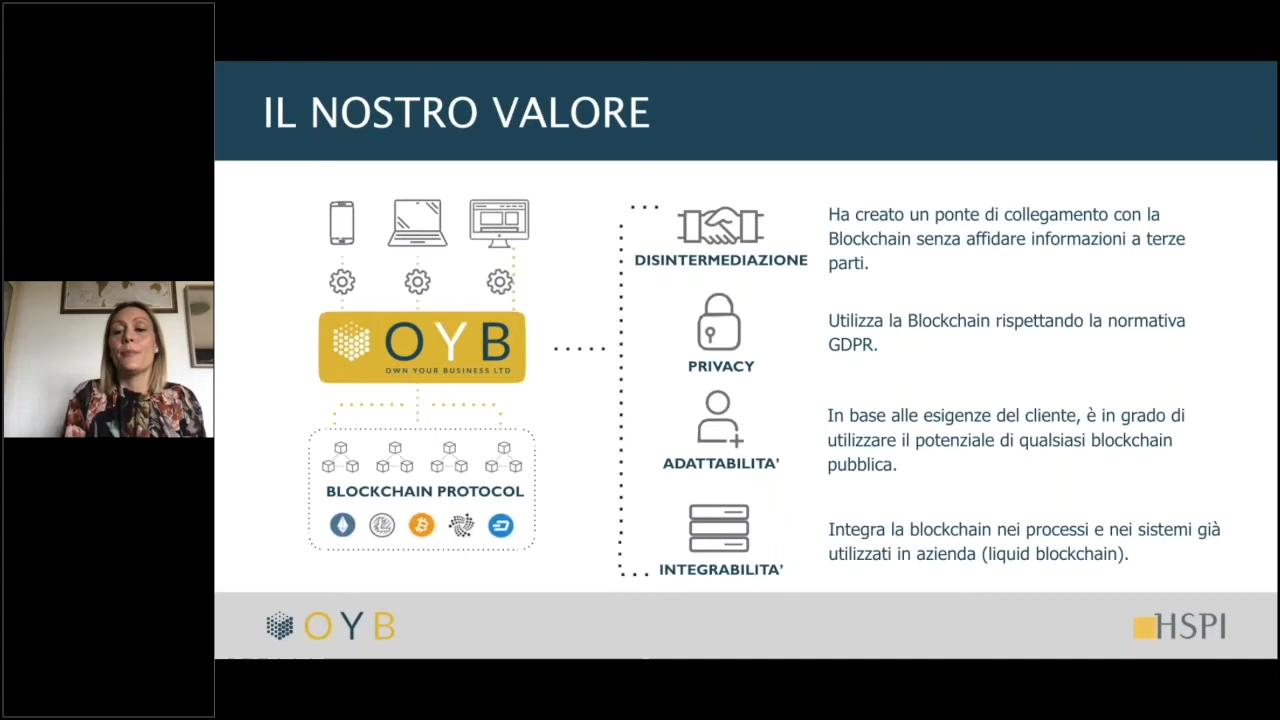 IL NOSTRO VALORE
OYB
OWN YOUR BUSINESS LTD
BLOCKCHAIN PROTOCOL
DISINTERMEDIAZIONE
Ha creato un ponte di collegamento con la
Blockchain senza affidare informazioni a terze
parti.
PRIVACY
Utilizza la Blockchain rispettando la normativa
GDPR.
ADATTABILITA'
In base alle esigenze del cliente, è in grado di
utilizzare il potenziale di qualsiasi blockchain
pubblica.
INTEGRABILITA'
Integra la blockchain nei processi e nei sistemi già
utilizzati in azienda (liquid blockchain).
OYB
HSPI